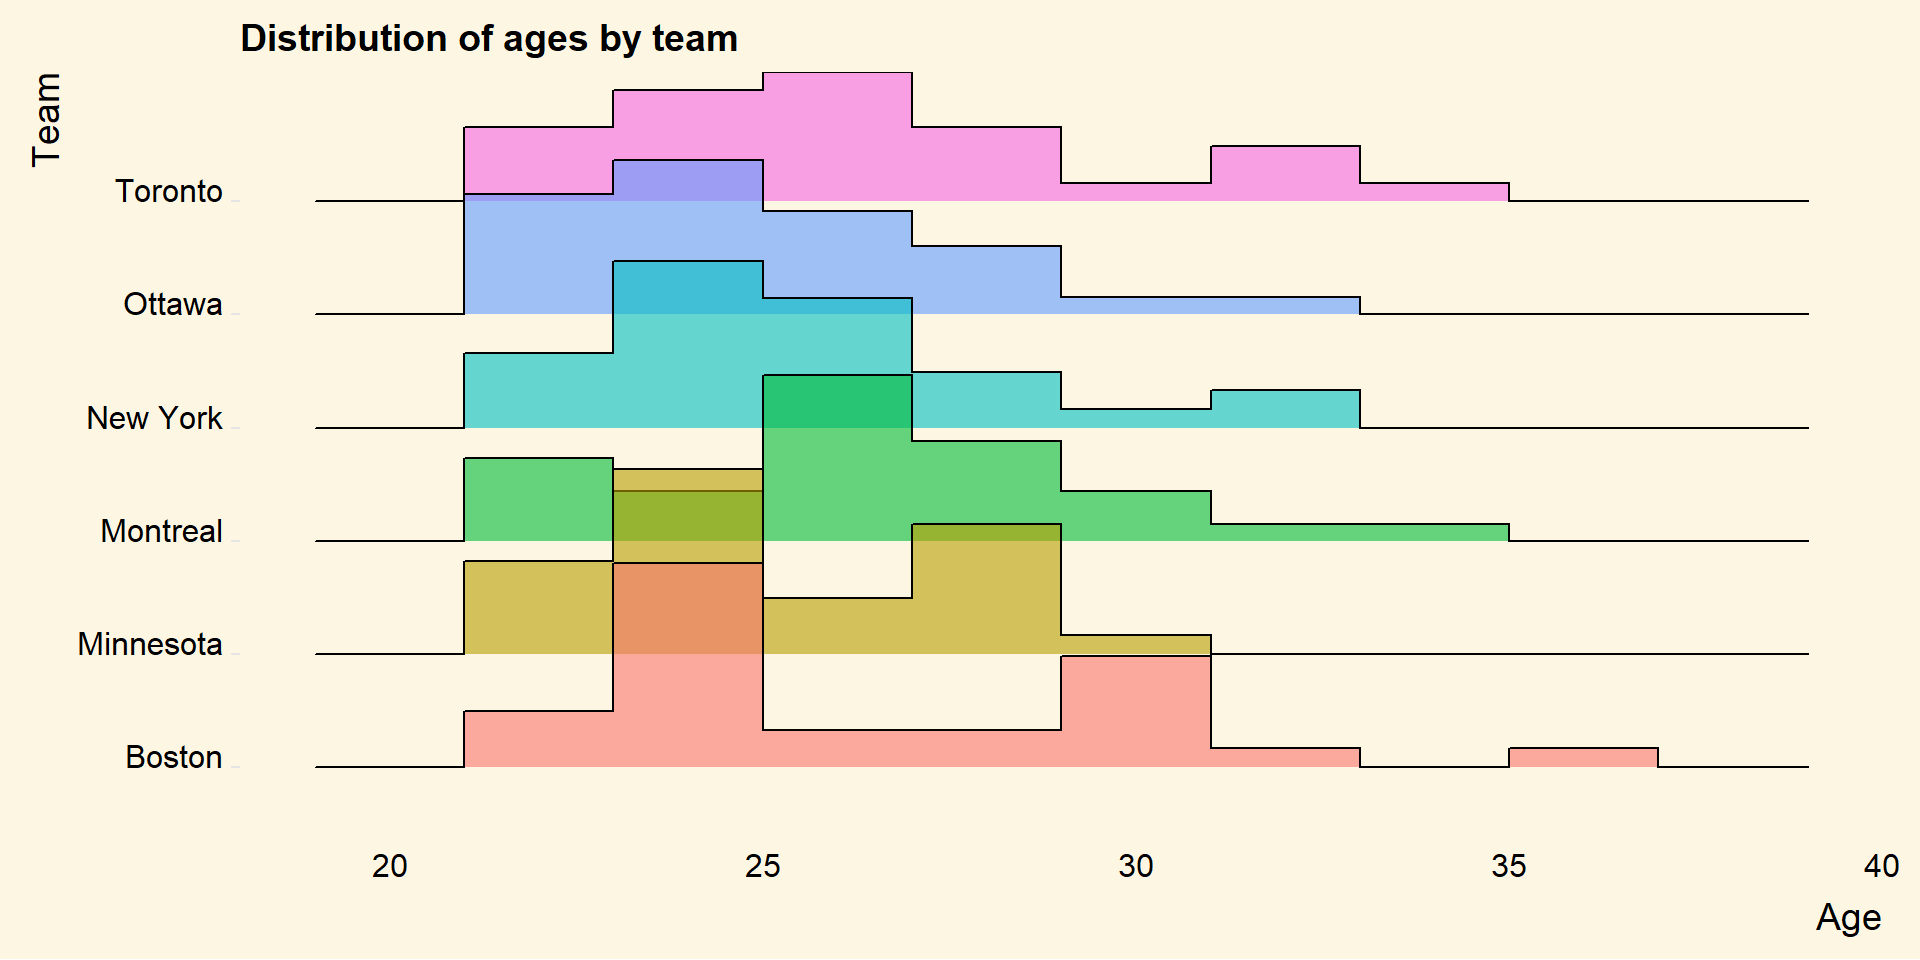 Distribution of ages by team
Team
Toronto
Ottawa
New York
Montreal
Minnesota
Boston
20 25 30 35 40
Age